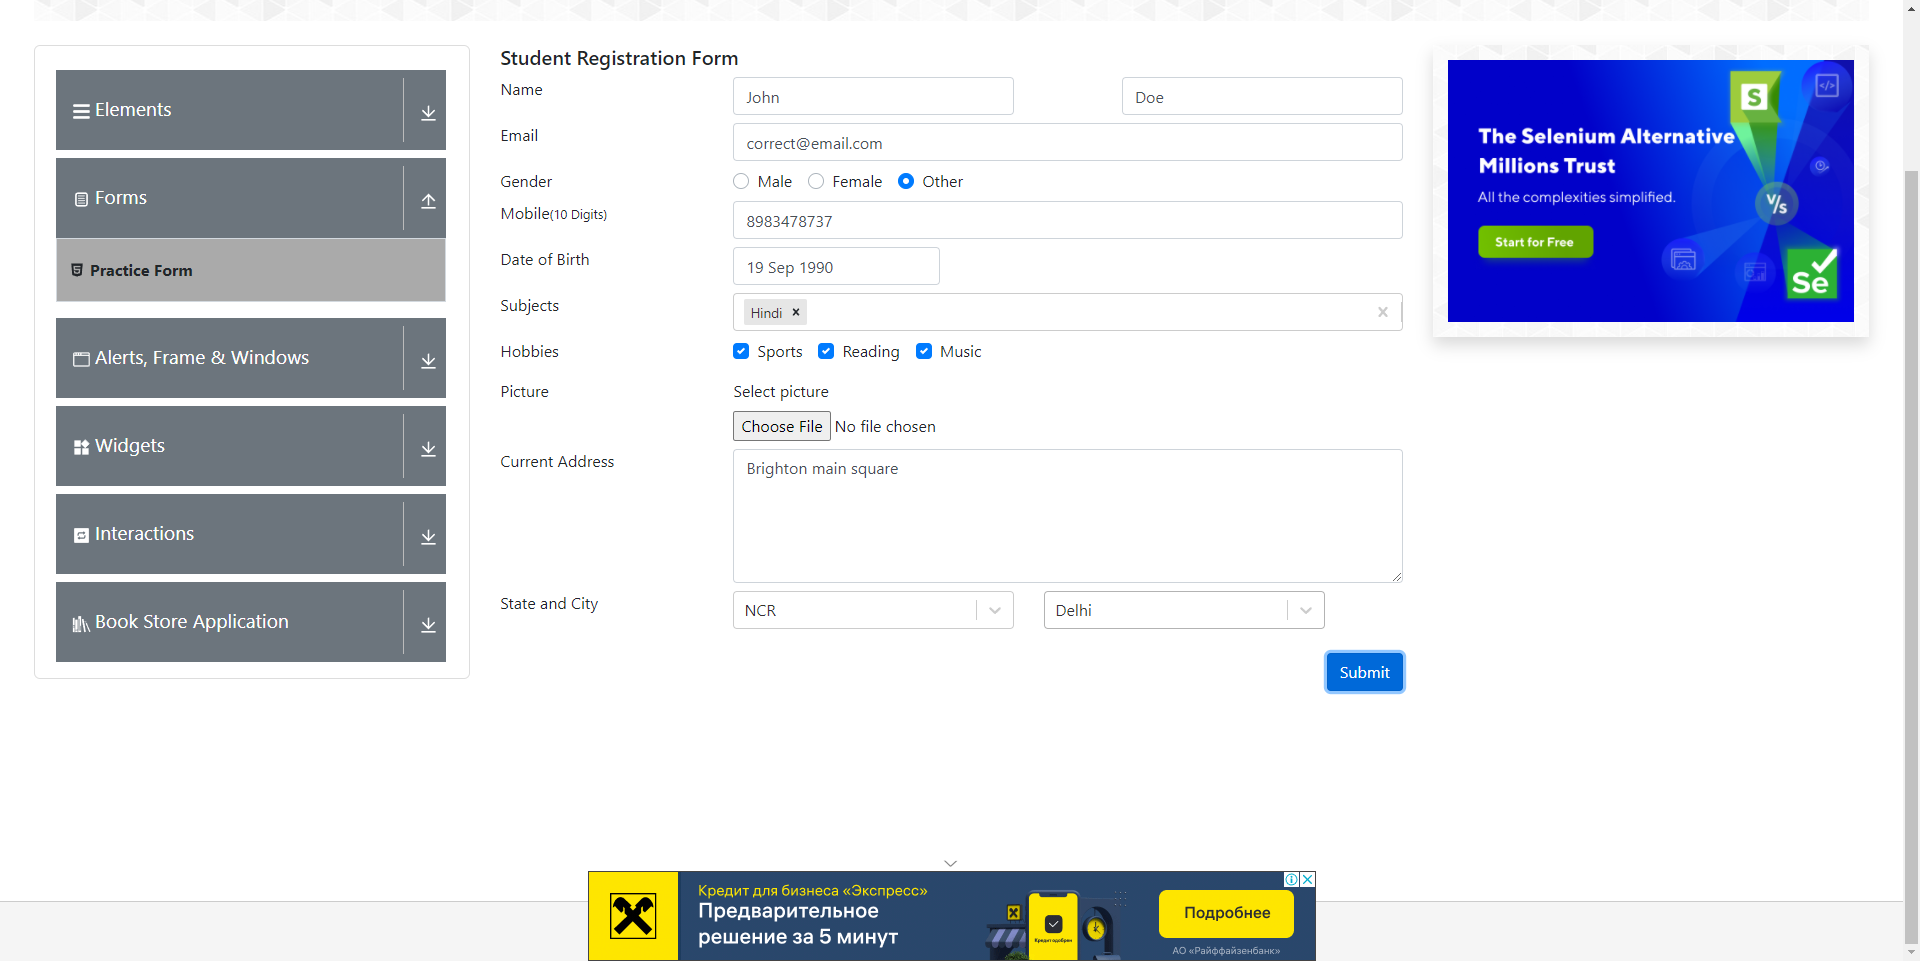 Elements
Forms
Practice Form
Alerts, Frame & Windows
Widgets
Interactions
Book Store Application
Student Registration Form
Name
John
Doe
Email
correct@email.com
Gender
Male
Female
Other
Mobile(10 Digits)
8983478737
Date of Birth
19 Sep 1990
Subjects
Hindi
Hobbies
Sports
Reading
Music
Picture
Select picture
Choose File No file chosen
Current Address
Brighton main square
State and City
NCR
Delhi
Submit
S
</>
The Selenium Alternative
Millions Trust
All the complexities simplified.
V/s
Start for Free
Se
Кредит для бизнеса «Экспресс»
Предварительное
решение за 5 минут
Кредит одобрен
Подробнее
АО «Райффайзенбанк»